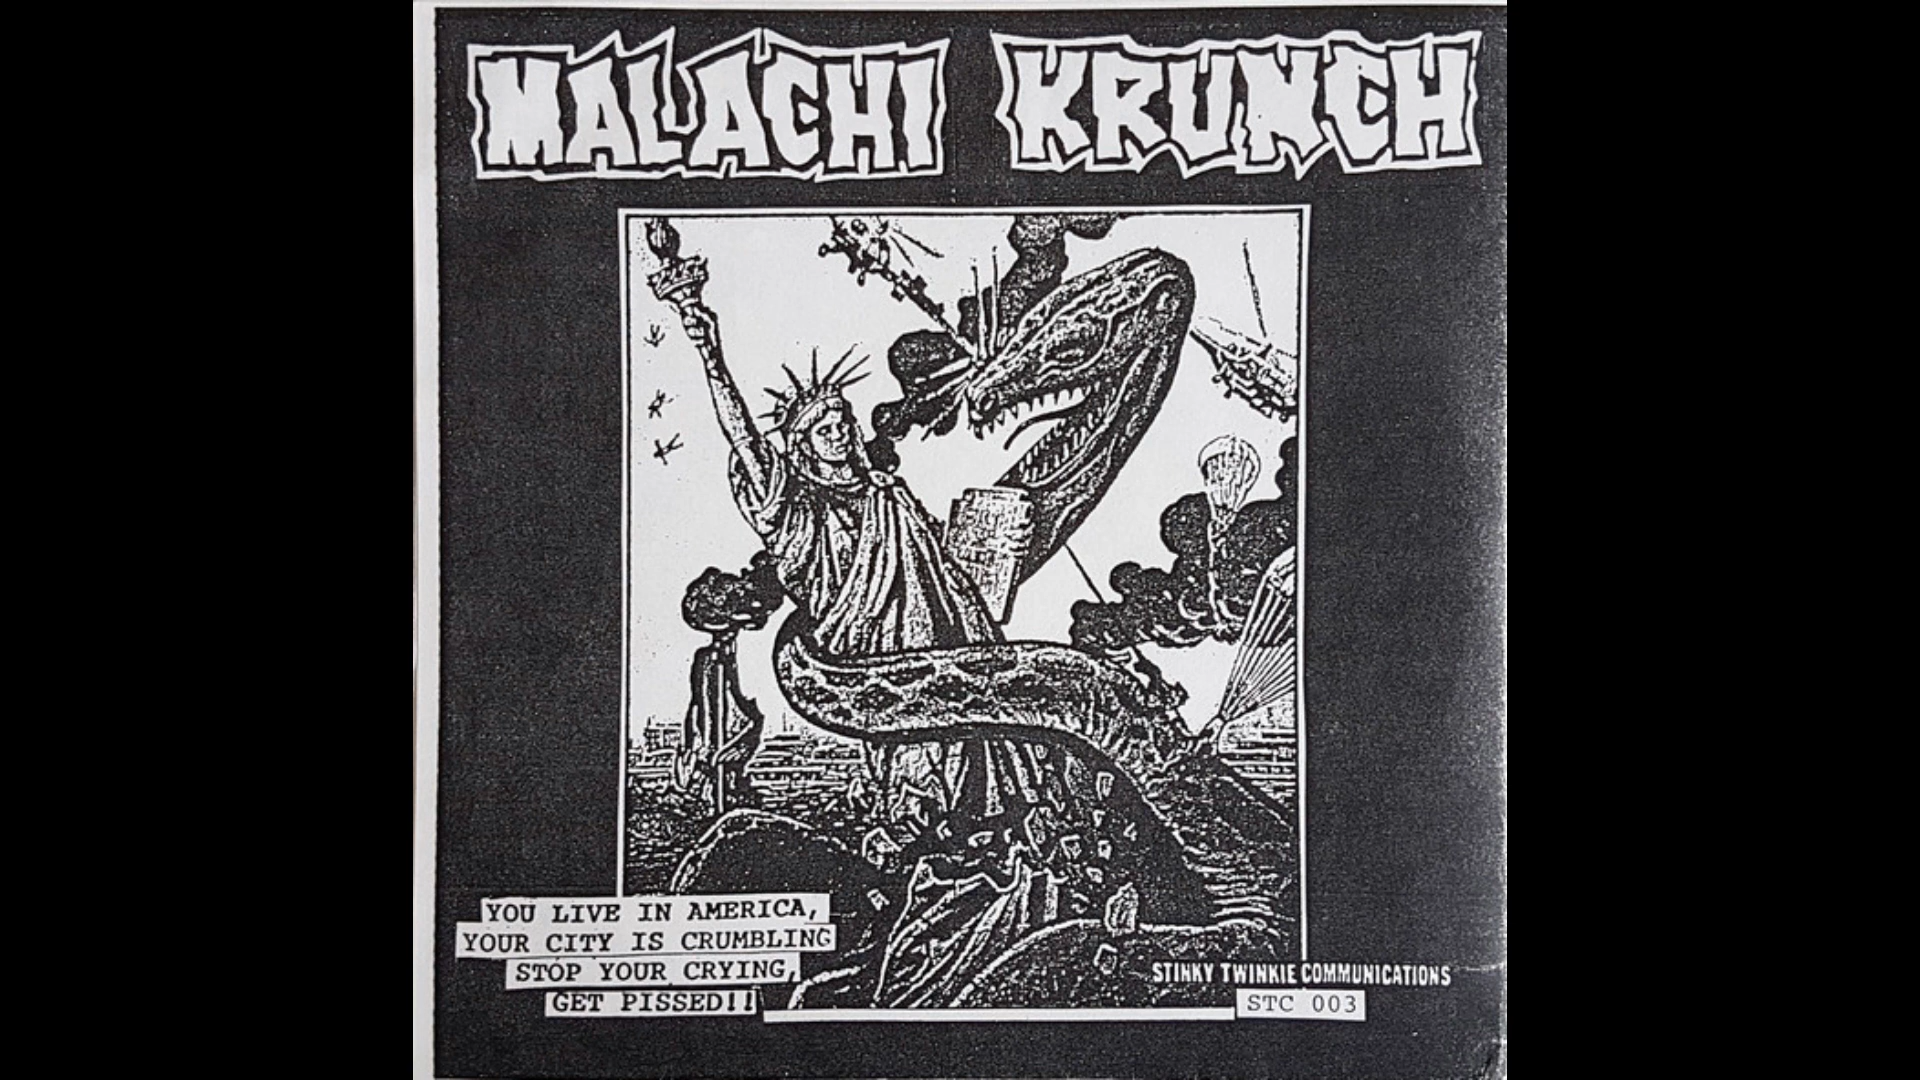 MALACHI KRUNCH
YOU LIVE IN AMERICA,
YOUR CITY IS CRUMBLING
STOP YOUR CRYING,
GET PISSED!!
STINKY TWINKIE COMMUNICATIONS
STC 003